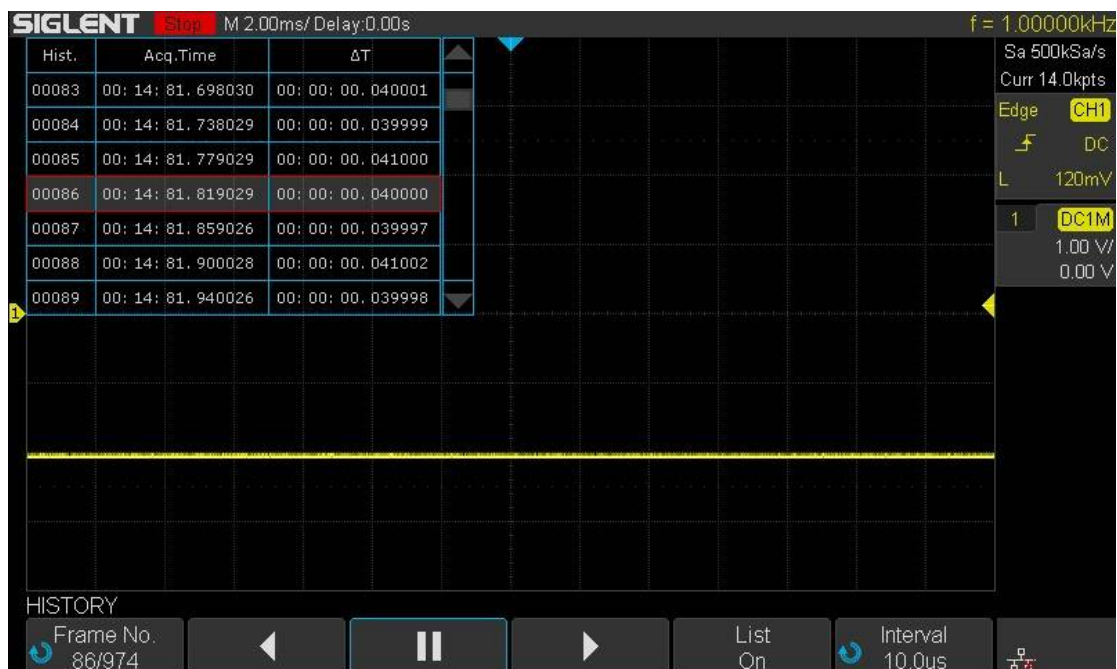 SIGLENT Stop M 2.00ms/ Delay:0.00s f = 1.00000kHz
Sa 500kSa/s
Curr 14.0kpts
Edge CH1
DC
L 120mV
1 DC1M
1.00 V/
0.00 V
Hist. Acq.Time ΔT
00083 00: 14: 81. 698030 00: 00: 00. 040001
00084 00: 14: 81. 738029 00: 00: 00. 039999
00085 00: 14: 81. 779029 00: 00: 00. 041000
00086 00: 14: 81. 819029 00: 00: 00. 040000
00087 00: 14: 81. 859026 00: 00: 00. 039997
00088 00: 14: 81. 900028 00: 00: 00. 041002
00089 00: 14: 81. 940026 00: 00: 00. 039998
1
HISTORY
Frame No. List Interval
86/974 On 10.0us